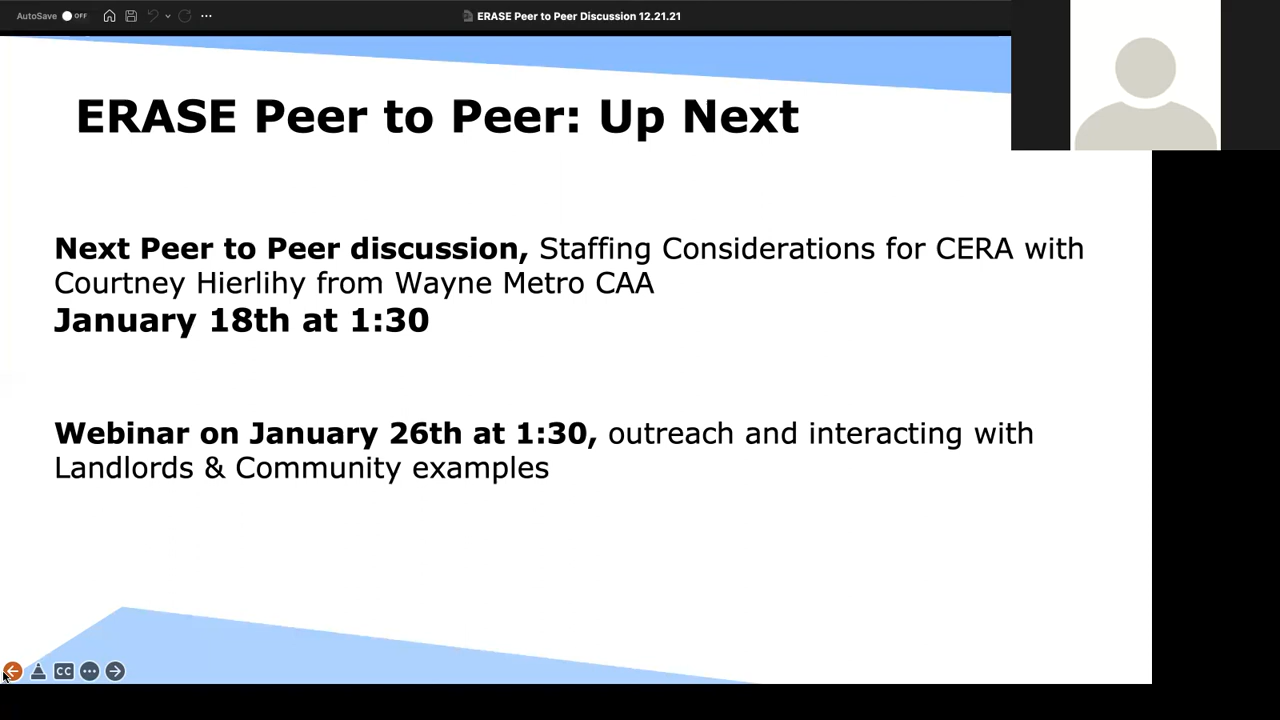 AutoSave OFF
ERASE Peer to Peer Discussion 12.21.21
ERASE Peer to Peer: Up Next
Next Peer to Peer discussion, Staffing Considerations for CERA with
Courtney Hierlihy from Wayne Metro CAA
January 18th at 1:30
Webinar on January 26th at 1:30, outreach and interacting with
Landlords & Community examples
CC